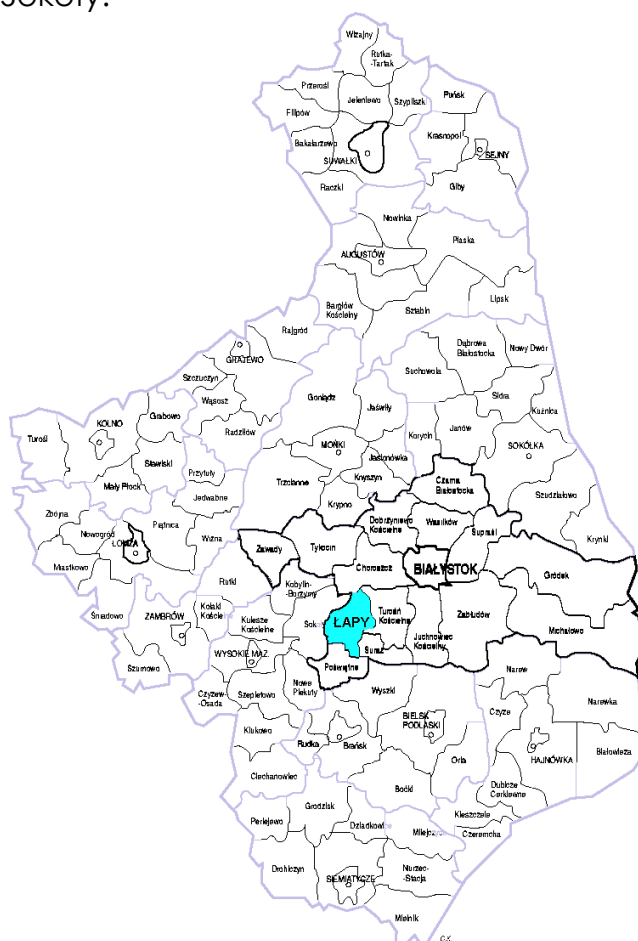 Sokoły.
Wiżajny
Rutka-
-Tartak
Przerośl
Jeleniewo
Szypliszk
Puńsk
Filipów
Krasnopol
Bakałarzewo
SUWAŁKI
SEJNY
Raczki
Giby
Nowinka
Płaska
AUGUSTÓW
Bargłów
Kościelny
Sztabin
Lipsk
Rajgród
GRAJEWO
Dąbrowa
Białostocka
Nowy Dwór
Suchowola
Szczuczyn
Wąsosz
Goniądz
Jaświły
Sidra
Kuźnica
Turośl
KOLNO
Grabowo
Radziłów
Korycin
Janów
SOKÓŁKA
MOŃKI
Stawiski
Przytuły
Jasionówka
Mały Płock
Trzcianne
Knyszyn
Czarna
Białostocka
Jedwabne
Krypno
Szudziałowo
Zbójna
Nowogród
Piątnica
Dobrzyniewo
Kościelne
Wasilków
Supraśl
ŁOMŻA
Wizna
Zawady
Tykocin
Krynki
Miastkowo
Choroszcz
BIAŁYSTOK
Gródek
Rutki
Kobylin-
-Borzymy
Śniadowo
ZAMBRÓW
Kołaki
Kościelne
Kulesze
Kościelne
Soko
ŁAPY
Turośń
Kościelna
Zabłudów
Michałowo
Juchnowiec
Kościelny
Szumowo
WYSOKIE MAZ.
Suraż
Poświętne
Narew
Nowe
Piekuty
Czyżew-
-Osada
Szepietowo
Wyszki
Narewka
BIELSK
PODLASKI
Czyże
Klukowo
Rudka
Brańsk
HAJNÓWKA
Białowieża
Orla
Ciechanowiec
Boćki
Dubicze
Cerkiewne
Grodzisk
Kleszczele
Perlejewo
Dziadkowice
Milejczyc
Czeremcha
Drohiczyn
SIEMIATYCZE
Nurzec-
-Stacja
Mielnik